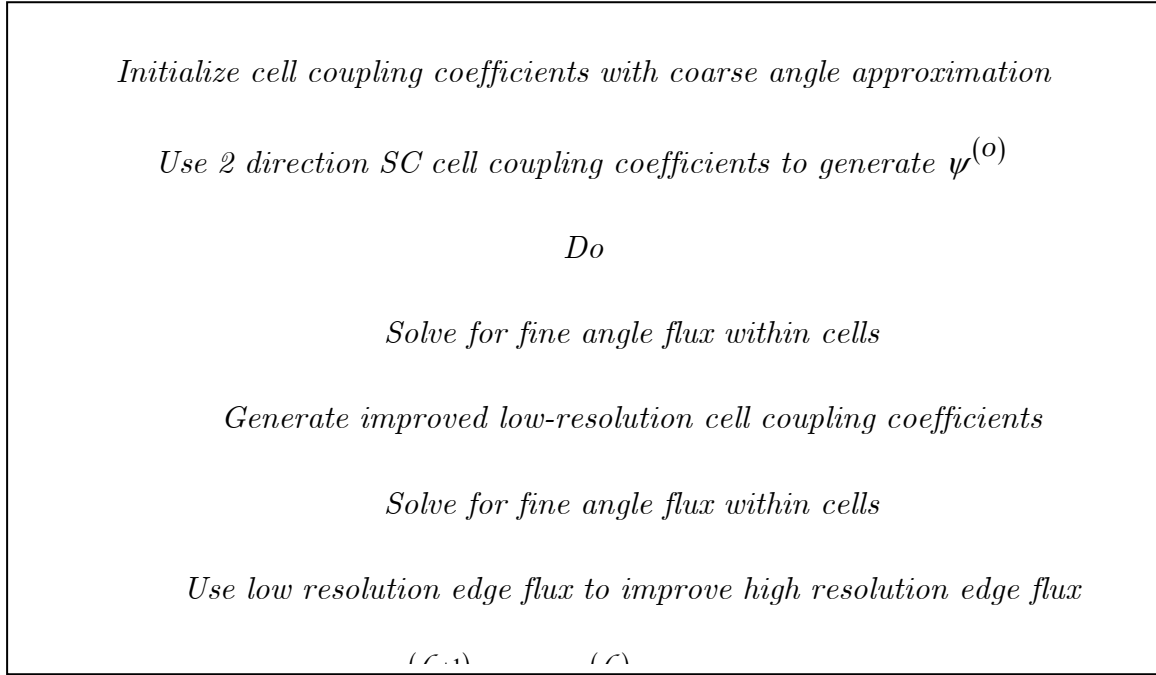 Initialize cell coupling coefficients with coarse angle approximation
Use 2 direction SC cell coupling coefficients to generate ψ^(0)
Do
Solve for fine angle flux within cells
Generate improved low-resolution cell coupling coefficients
Solve for fine angle flux within cells
Use low resolution edge flux to improve high resolution edge flux